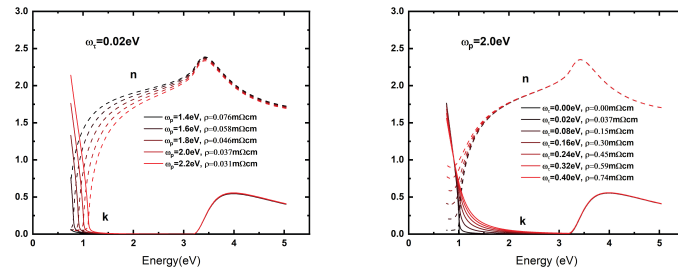 ωτ=0.02eV
n
ωp=1.4eV, ρ=0.076mΩcm
ωp=1.6eV, ρ=0.058mΩcm
ωp=1.8eV, ρ=0.046mΩcm
ωp=2.0eV, ρ=0.037mΩcm
ωp=2.2eV, ρ=0.031mΩcm
k
3.0
2.5
2.0
1.5
1.0
0.5
0.0
0 1 2 3 4 5
Energy(eV)
ωp=2.0eV
n
ωτ=0.00eV, ρ=0.00mΩcm
ωτ=0.02eV, ρ=0.037mΩcm
ωτ=0.08eV, ρ=0.15mΩcm
ωτ=0.16eV, ρ=0.30mΩcm
ωτ=0.24eV, ρ=0.45mΩcm
ωτ=0.32eV, ρ=0.59mΩcm
ωτ=0.40eV, ρ=0.74mΩcm
k
3.0
2.5
2.0
1.5
1.0
0.5
0.0
0 1 2 3 4 5
Energy(eV)